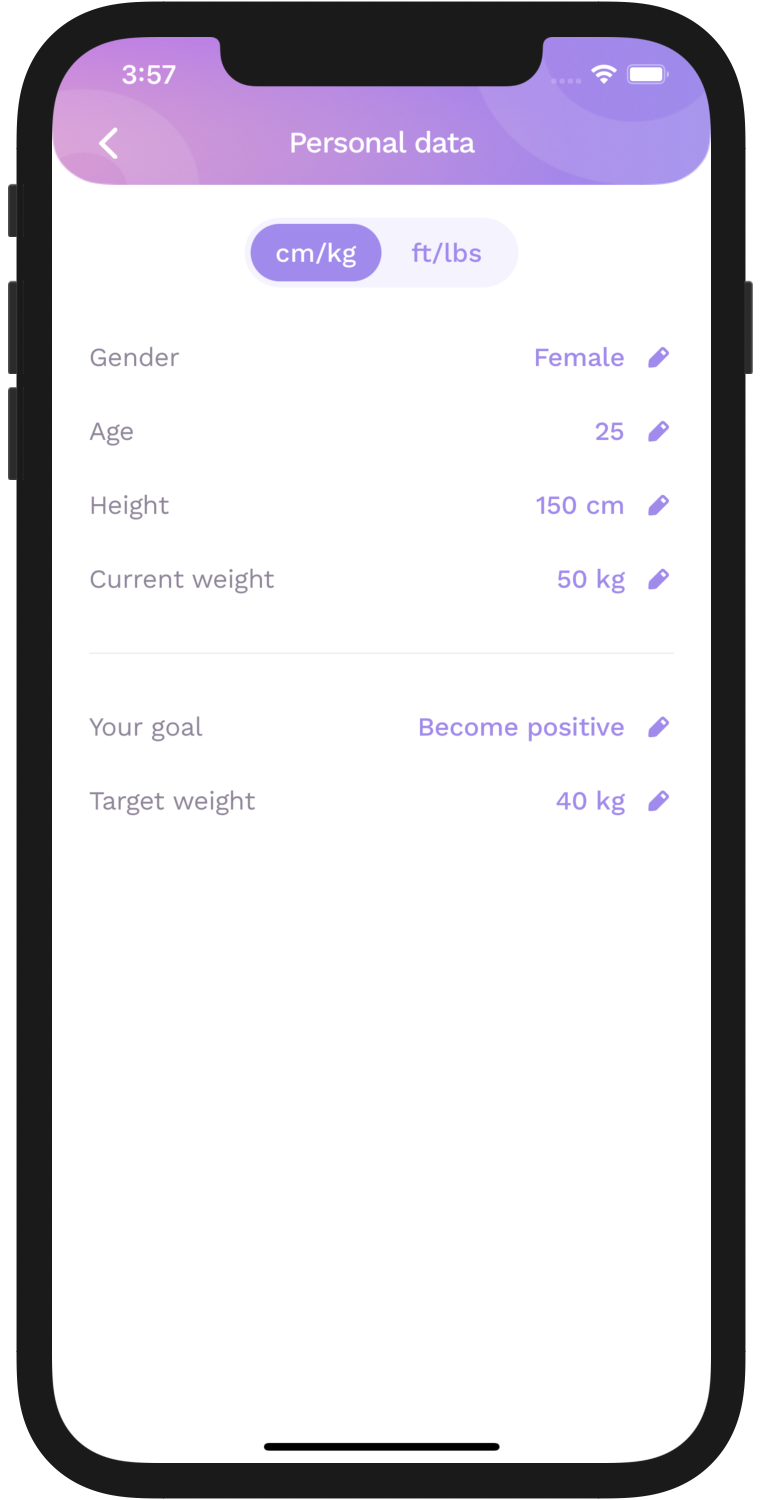 3:57
Personal data
cm/kg ft/lbs
Gender Female
Age 25
Height 150 cm
Current weight 50 kg
Your goal Become positive
Target weight 40 kg